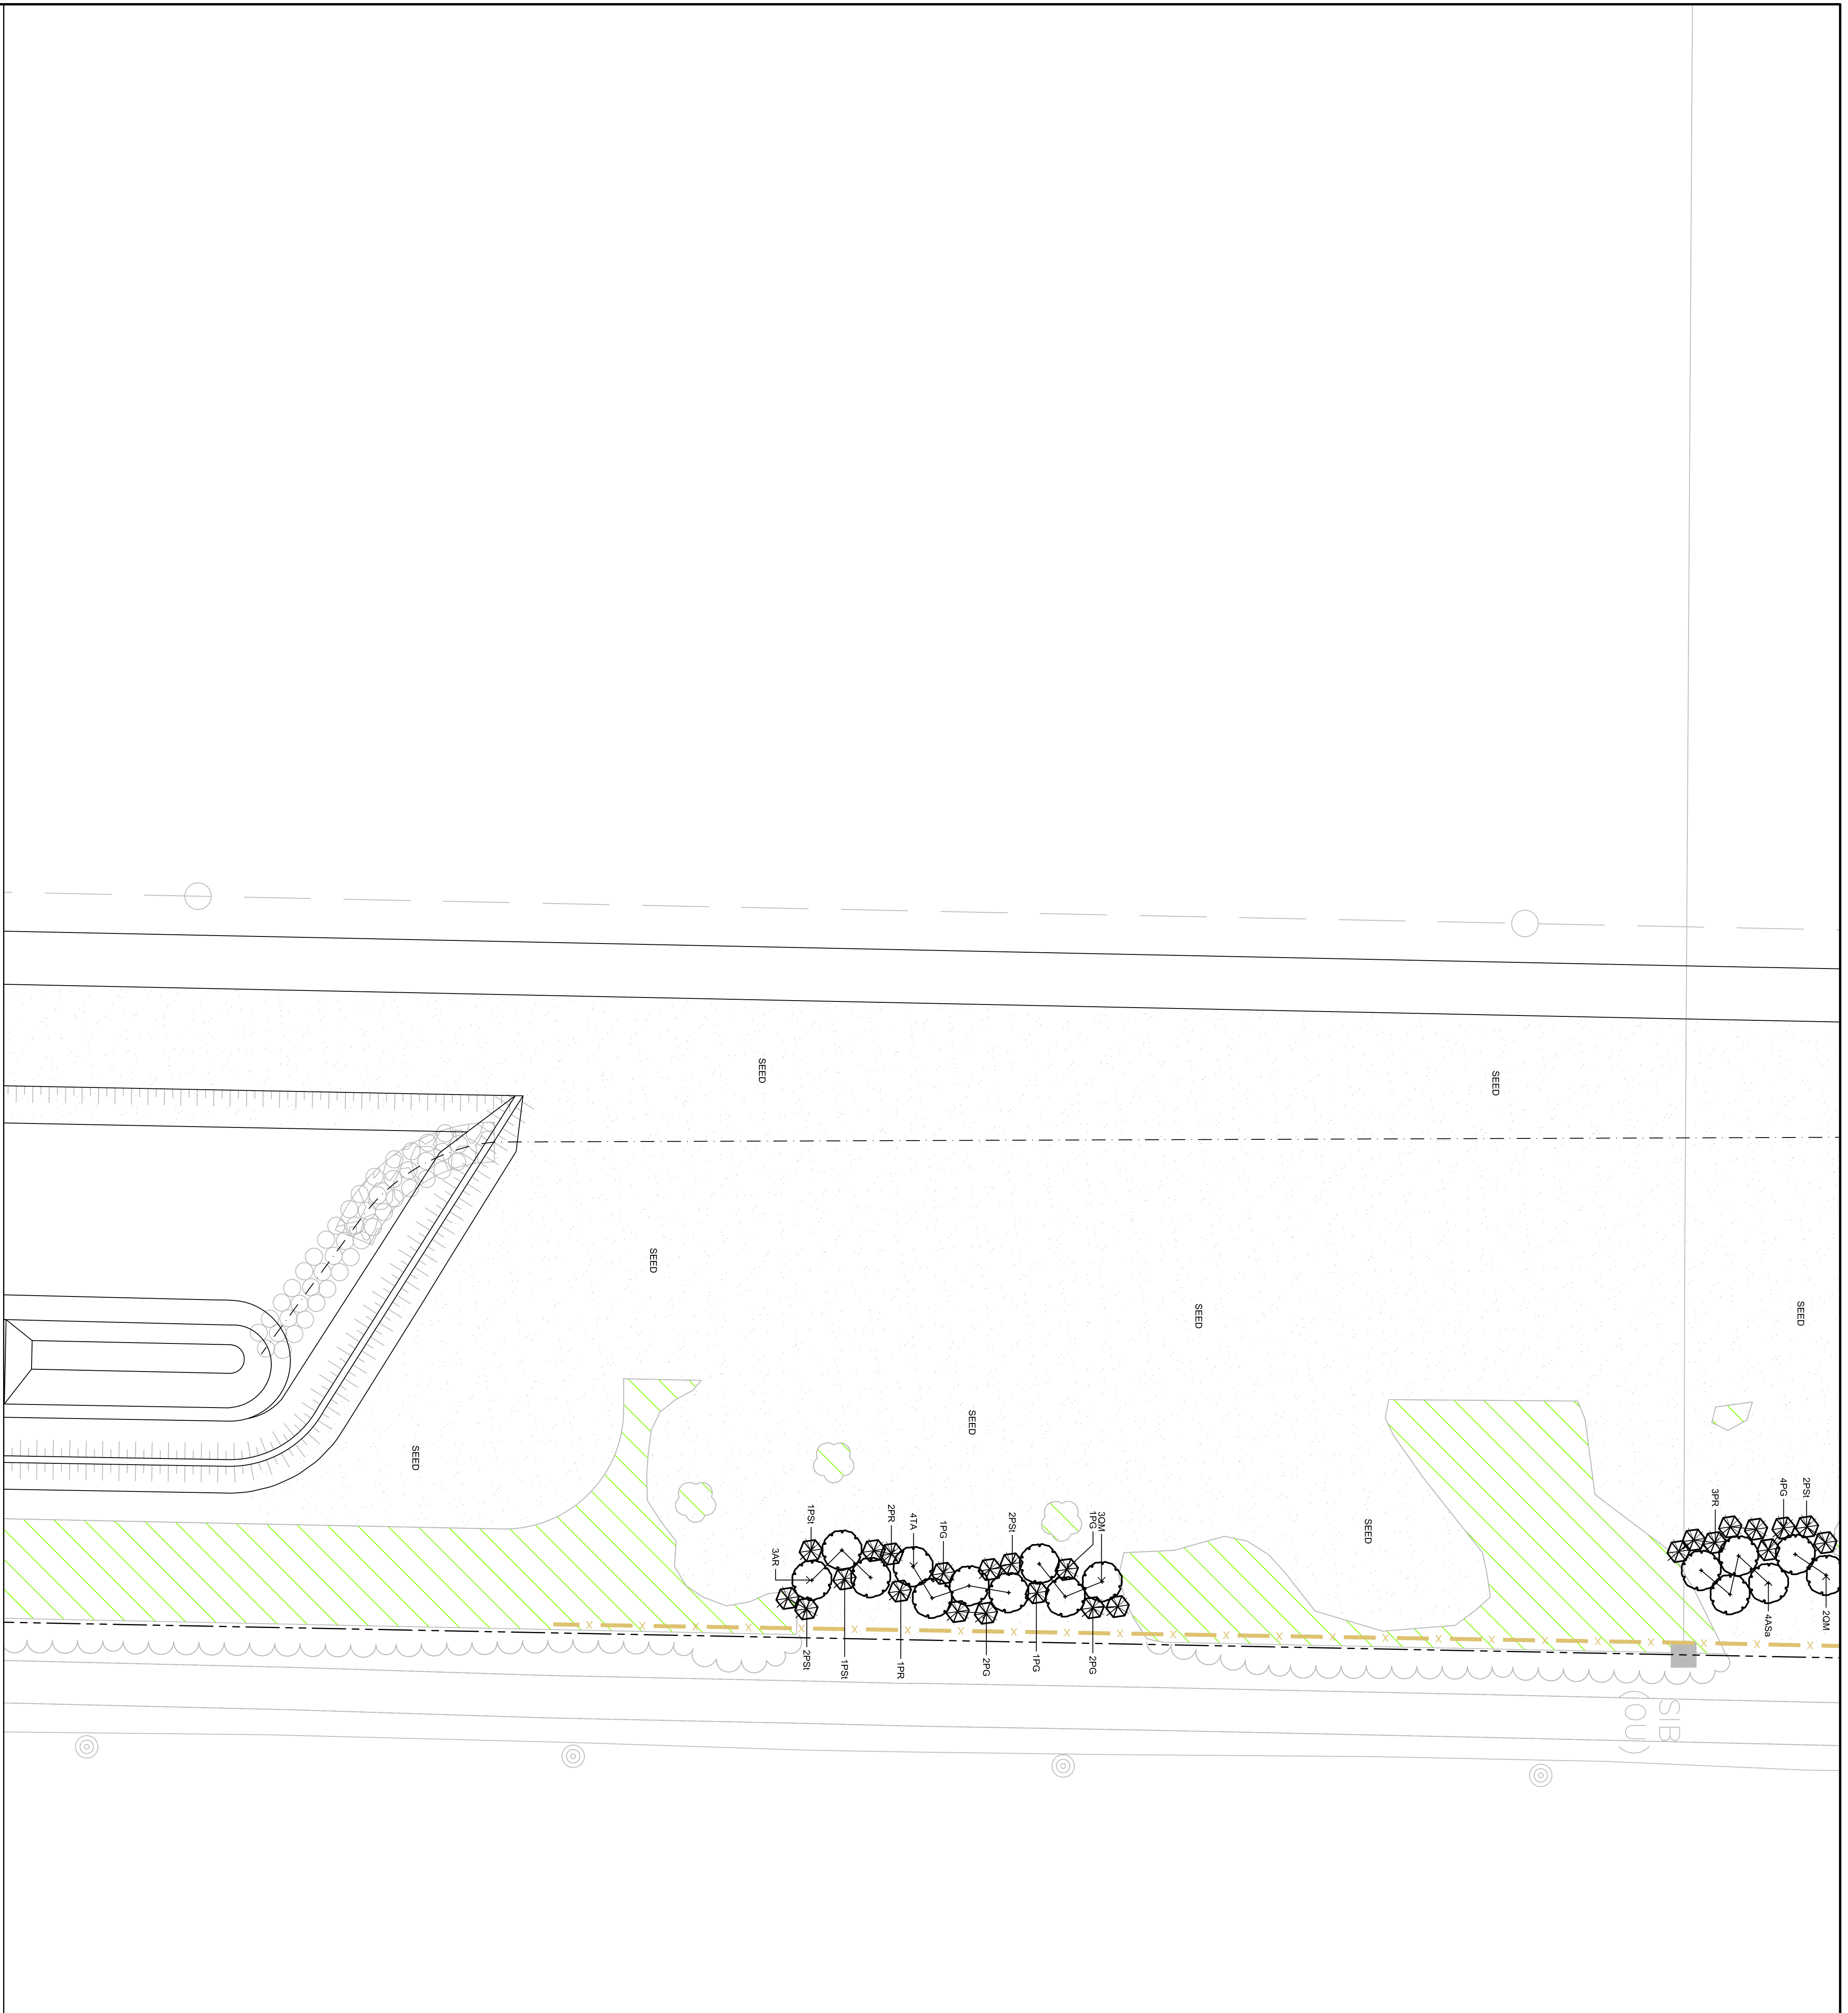 SEED
SEED
SEED
SEED
SEED
SEED
SEED
SEED
2PSt
4PG
3PR
4ASa
2OM
1PSt
3AR
2PR
4TA
1PG
2PSt
3OM
1PG
2PSt
1PSt
1PR
2PG
1PG
2PG
SIB
(OU)
X X X X X X X X X X X X X X X X X X X X X X X X